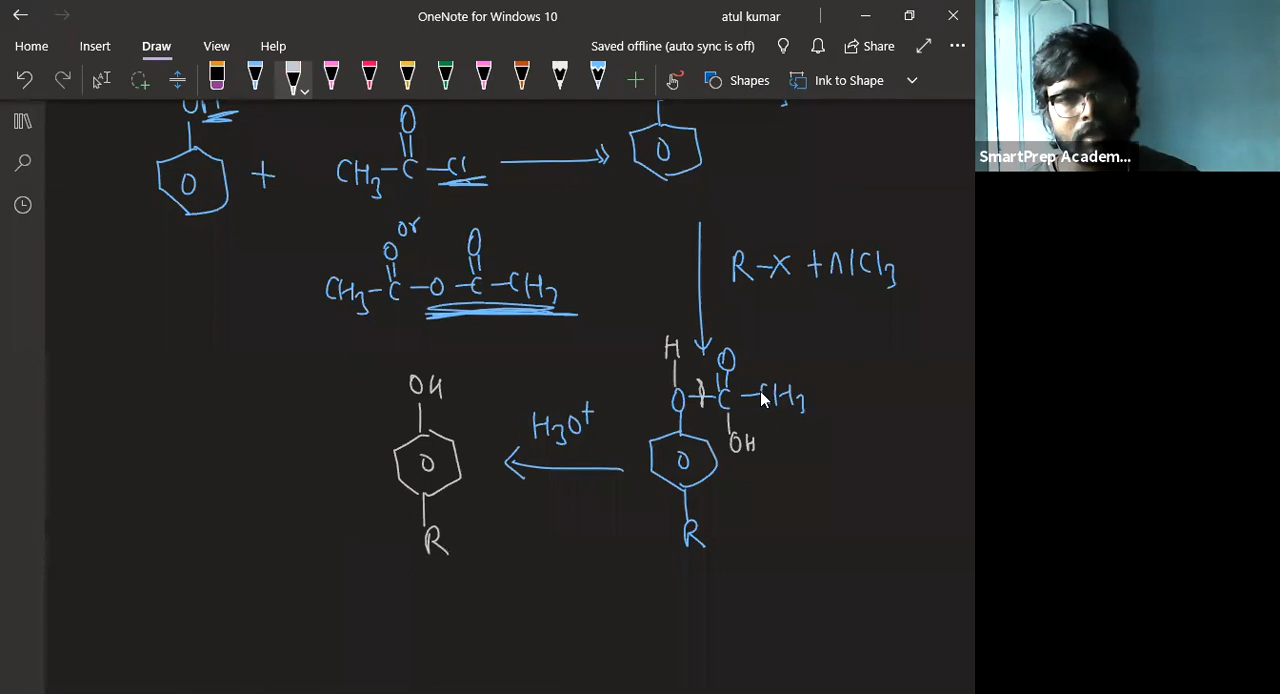 OneNote for Windows 10
atul kumar
Home Insert Draw View Help
Saved offline (auto sync is off)
Share
Shapes
Ink to Shape
SmartPrep Academ...
OH
O
O + CH3-C-Cl
O
or
O O
CH3-C-O-C-CH3
R-X + AlCl3
H
O
OH
O-C-CH3
H3O+
OH
O
O
R
R